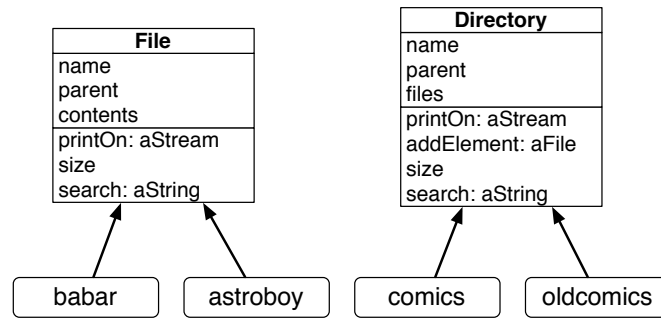 File
name
parent
contents
printOn: aStream
size
search: aString
Directory
name
parent
files
printOn: aStream
addElement: aFile
size
search: aString
babar
astroboy
comics
oldcomics